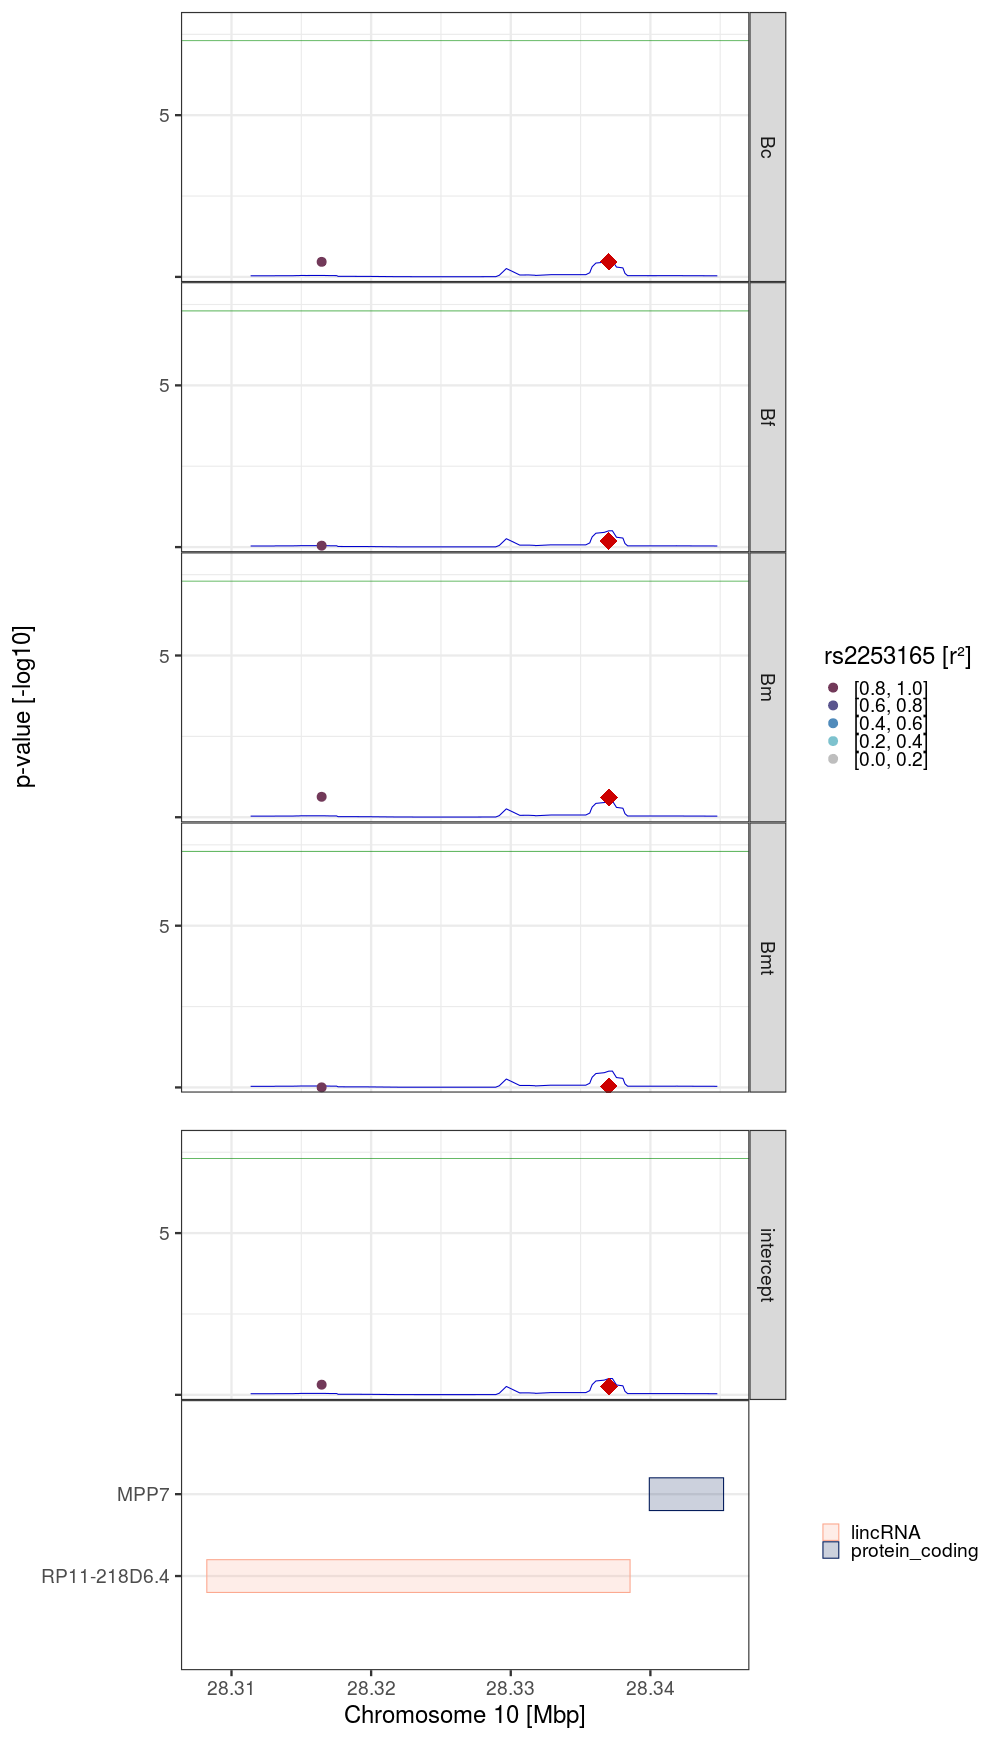 5
Bc
5
Bf
5
Bm
5
Bmt
5
intercept
p-value [-log10]
rs2253165 [r²]
[0.8, 1.0]
[0.6, 0.8]
[0.4, 0.6]
[0.2, 0.4]
[0.0, 0.2]
MPP7
RP11-218D6.4
lincRNA
protein_coding
28.31 28.32 28.33 28.34
Chromosome 10 [Mbp]